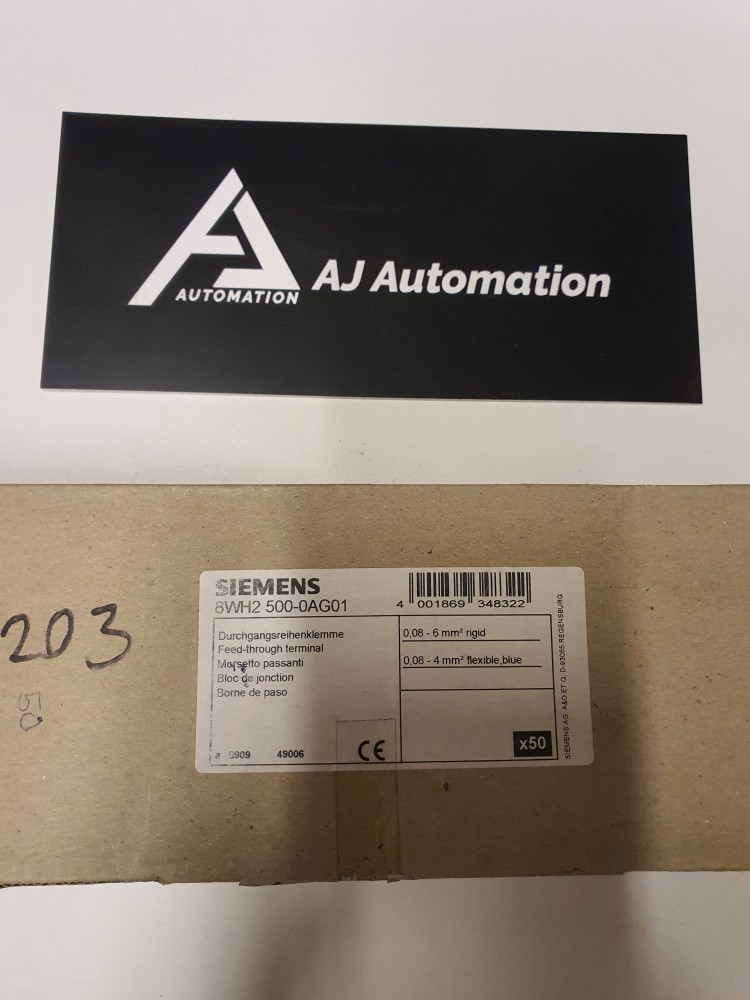 AUTOMATION
AJ Automation
SIEMENS
8WH2 500-0AG01
4 001869 348322
Durchgangsreihenklemme
Feed-through terminal
Morsetto passanti
Bloc de jonction
Borne de paso
0,08 - 6 mm² rigid
0,08 - 4 mm² flexible,blue
a 0909 49006
CE
x50
SIEMENS AG, A&D ET O; D-93055 REGENSBURG
203